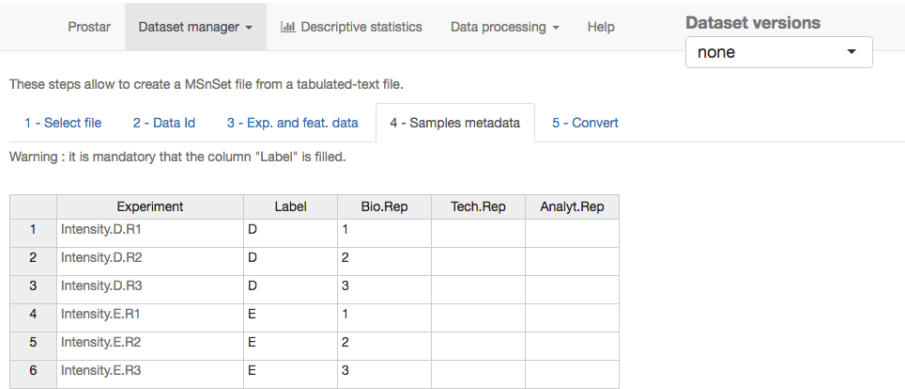 Prostar Dataset manager Descriptive statistics Data processing Help Dataset versions
none
These steps allow to create a MSnSet file from a tabulated-text file.
1 - Select file 2 - Data Id 3 - Exp. and feat. data 4 - Samples metadata 5 - Convert
Warning : it is mandatory that the column "Label" is filled.
Experiment Label Bio.Rep Tech.Rep Analyt.Rep
1 Intensity.D.R1 D 1
2 Intensity.D.R2 D 2
3 Intensity.D.R3 D 3
4 Intensity.E.R1 E 1
5 Intensity.E.R2 E 2
6 Intensity.E.R3 E 3